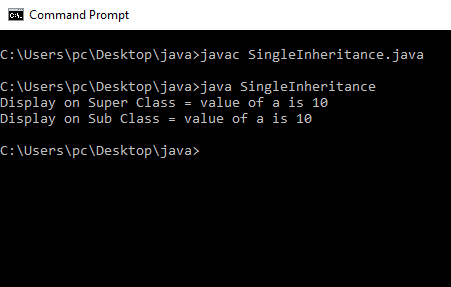 Command Prompt
C:\Users\pc\Desktop\java>javac SingleInheritance.java
C:\Users\pc\Desktop\java>java SingleInheritance
Display on Super Class = value of a is 10
Display on Sub Class = value of a is 10
C:\Users\pc\Desktop\java>